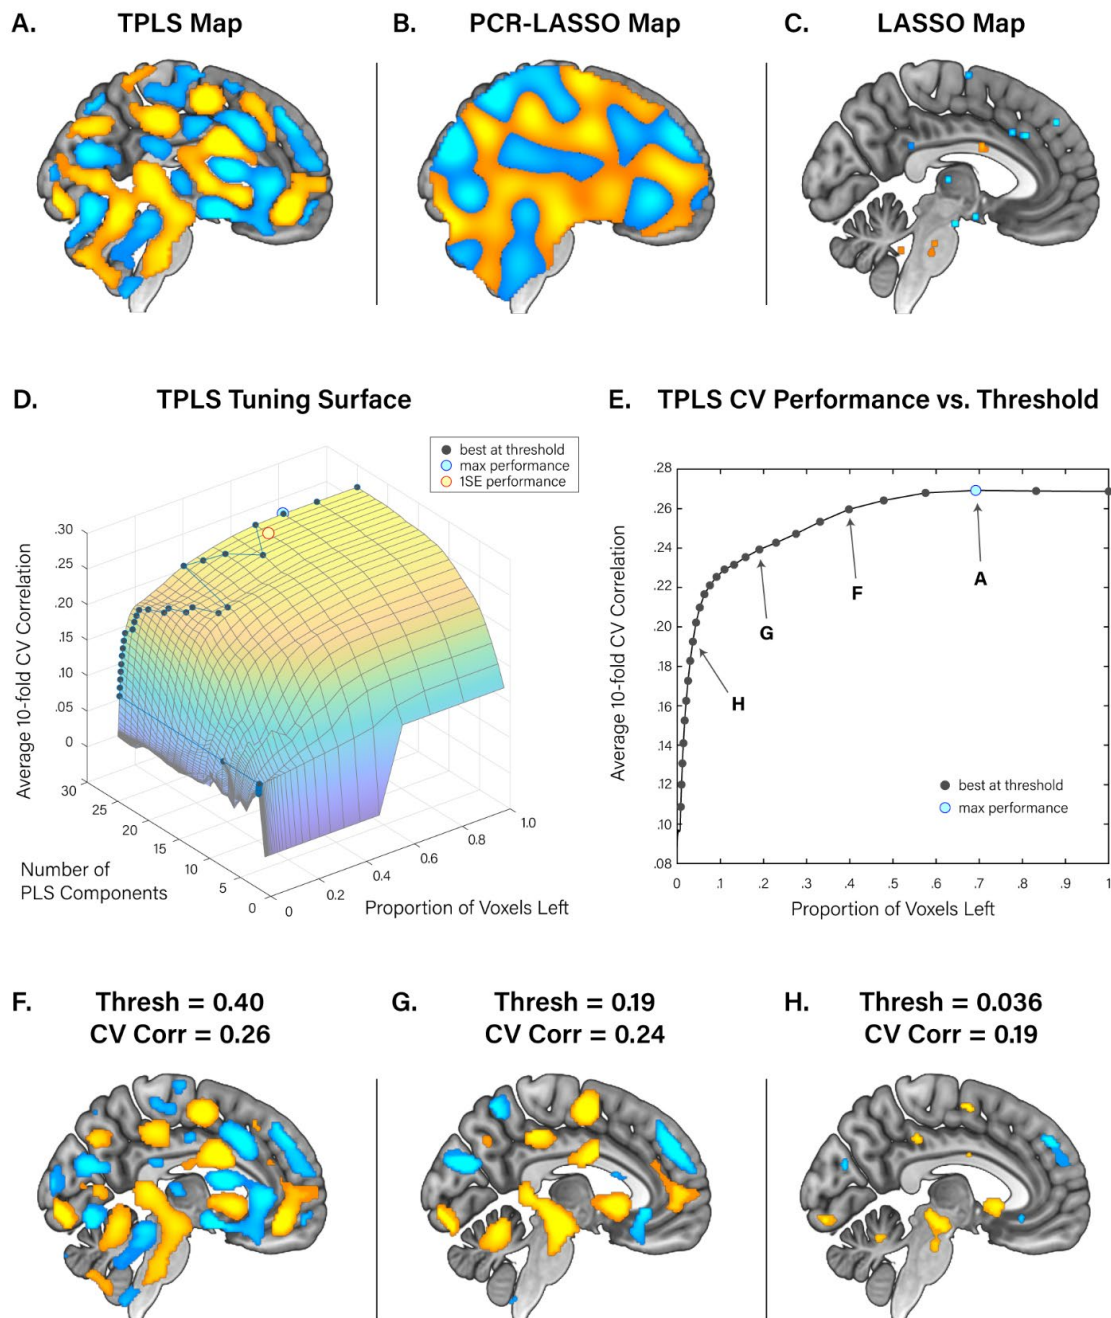 A. TPLS Map
B. PCR-LASSO Map
C. LASSO Map
D. TPLS Tuning Surface
best at threshold
max performance
1SE performance
.30
.25
.20
.15
.10
.05
0
Average 10-fold CV Correlation
30
25
20
15
10
5
0
Number of
PLS Components
0
0.2
0.4
0.6
0.8
1.0
Proportion of Voxels Left
E. TPLS CV Performance vs. Threshold
.28
.26
.24
.22
.20
.18
.16
.14
.12
.10
.08
Average 10-fold CV Correlation
A
F
G
H
best at threshold
max performance
0 .1 .2 .3 .4 .5 .6 .7 .8 .9 1
Proportion of Voxels Left
F. Thresh = 0.40
CV Corr = 0.26
G. Thresh = 0.19
CV Corr = 0.24
H. Thresh = 0.036
CV Corr = 0.19